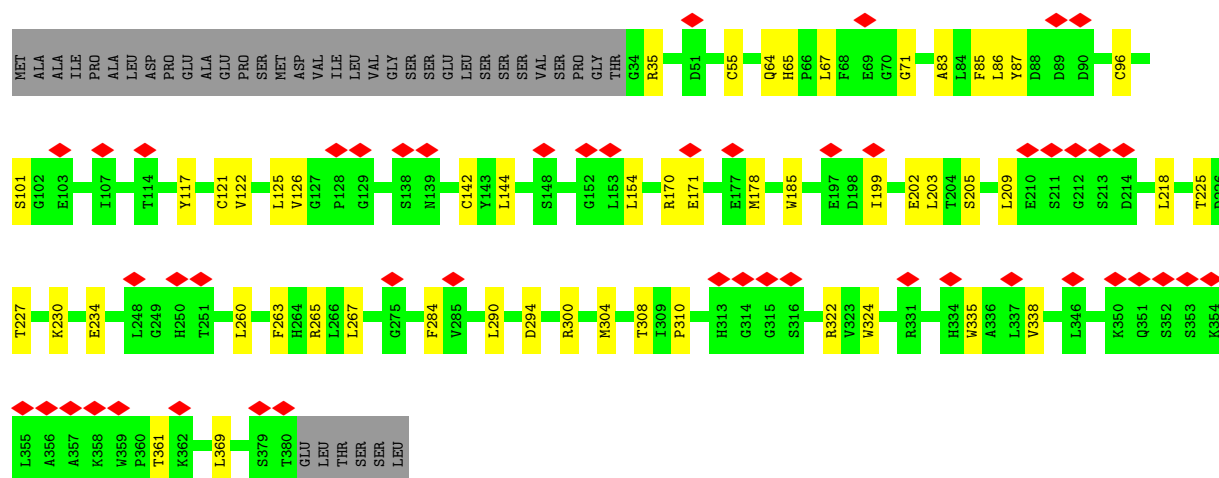 MET ALA ALA ILE PRO ALA LEU ASP PRO GLU ALA GLU PRO SER MET ASP VAL ILE LEU VAL GLY SER SER GLU LEU SER SER SER VAL SER PRO GLY THR G34 R35 D51 C55 Q64 H65 P66 L67 F68 E69 G70 G71 A83 L84 F85 L86 Y87 D88 D89 D90 C96
S101 G102 E103 I107 T114 Y117 C121 V122 L125 V126 G127 P128 G129 S138 N139 C142 Y143 L144 S148 G152 L153 L154 R170 E171 E177 M178 W185 E197 D198 I199 E202 L203 T204 S205 L209 E210 S211 G212 S213 D214 L218 T225 D226
T227 K230 E234 L248 G249 H250 T251 L260 F263 H264 R265 L266 L267 G275 F284 V285 L290 D294 R300 M304 T308 I309 P310 H313 G314 G315 S316 R322 V323 W324 R331 H334 W335 A336 L337 V338 L346 K350 Q351 S352 S353 K354
L355 A356 A357 K358 W359 P360 T361 K362 L369 S379 T380 GLU LEU THR SER SER LEU